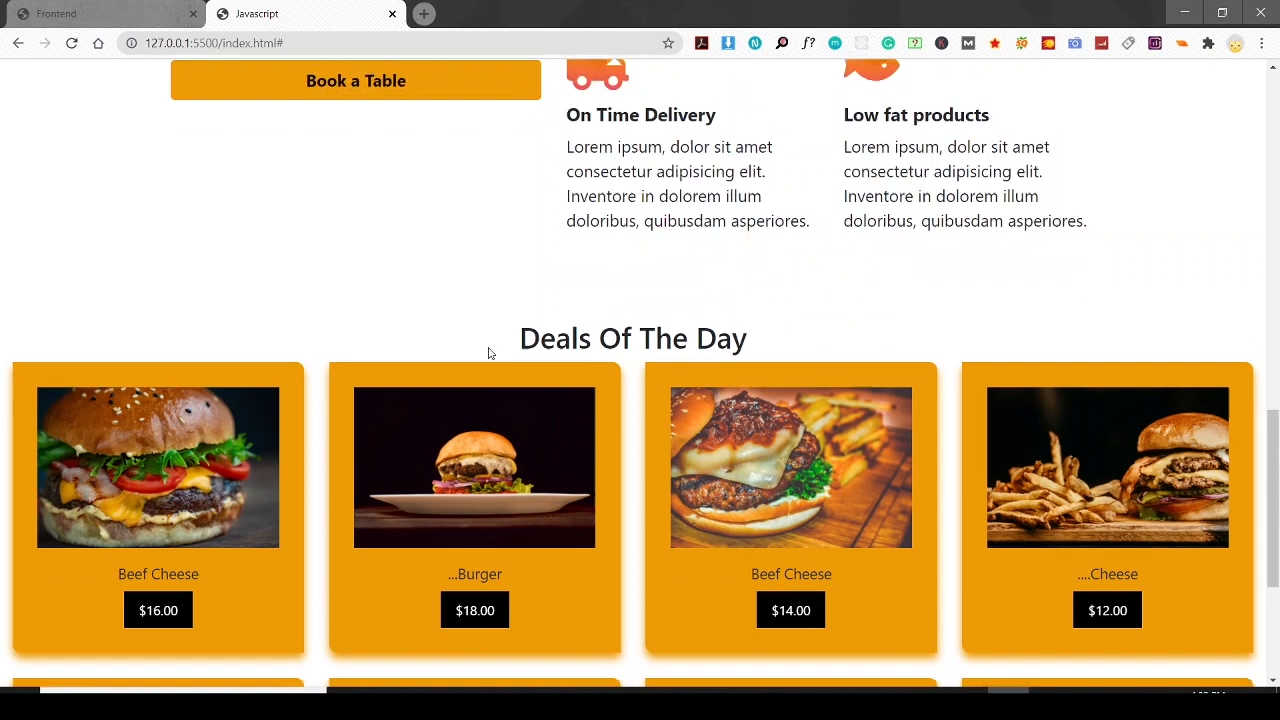 Frontend
Javascript
127.0.0.1:5500/index.html#
Book a Table
On Time Delivery
Lorem ipsum, dolor sit amet
consectetur adipisicing elit.
Inventore in dolorem illum
doloribus, quibusdam asperiores.
Low fat products
Lorem ipsum, dolor sit amet
consectetur adipisicing elit.
Inventore in dolorem illum
doloribus, quibusdam asperiores.
Deals Of The Day
Beef Cheese
$16.00
...Burger
$18.00
Beef Cheese
$14.00
....Cheese
$12.00